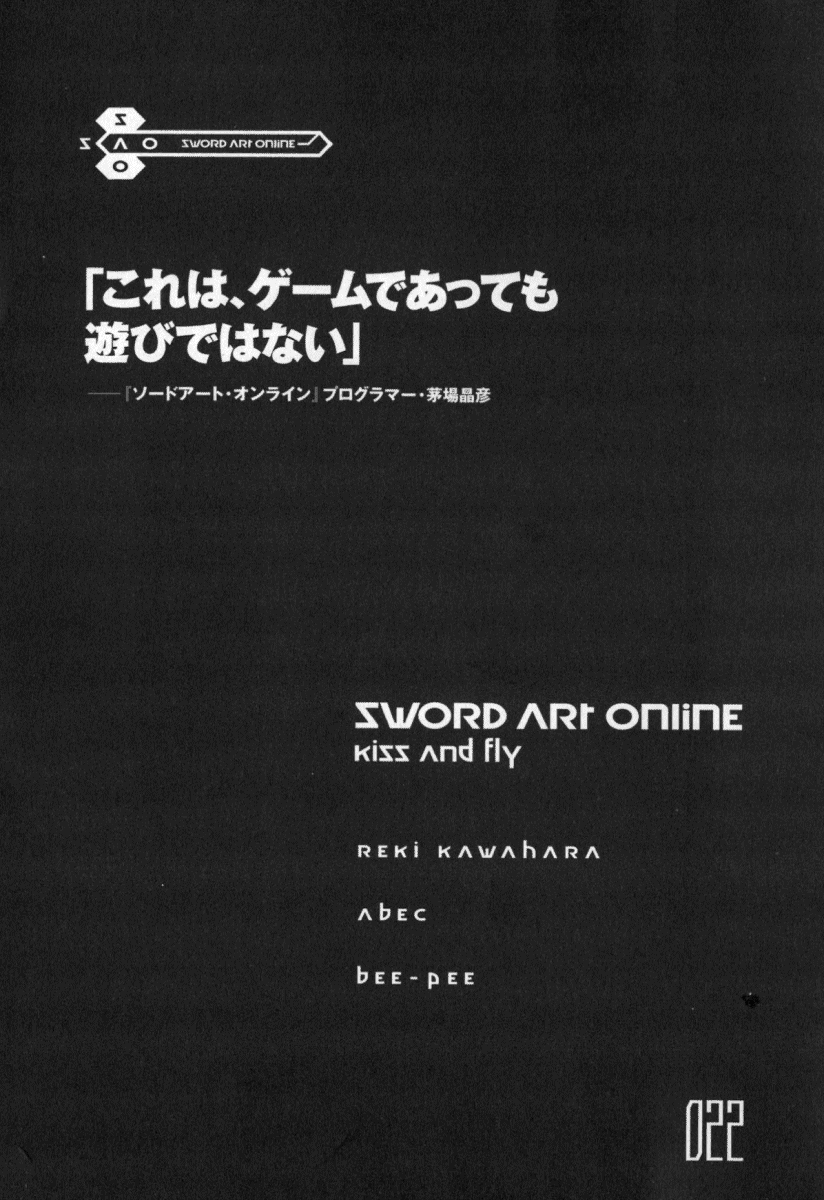 S
S A O SWORD ART ONLINE
O
「これは、ゲームであっても
遊びではない」
──『ソードアート・オンライン』プログラマー・茅場晶彦
SWORD ART ONLINE
Kiss and fly
REKI KAWAHARA
abEC
bEE-pEE
022